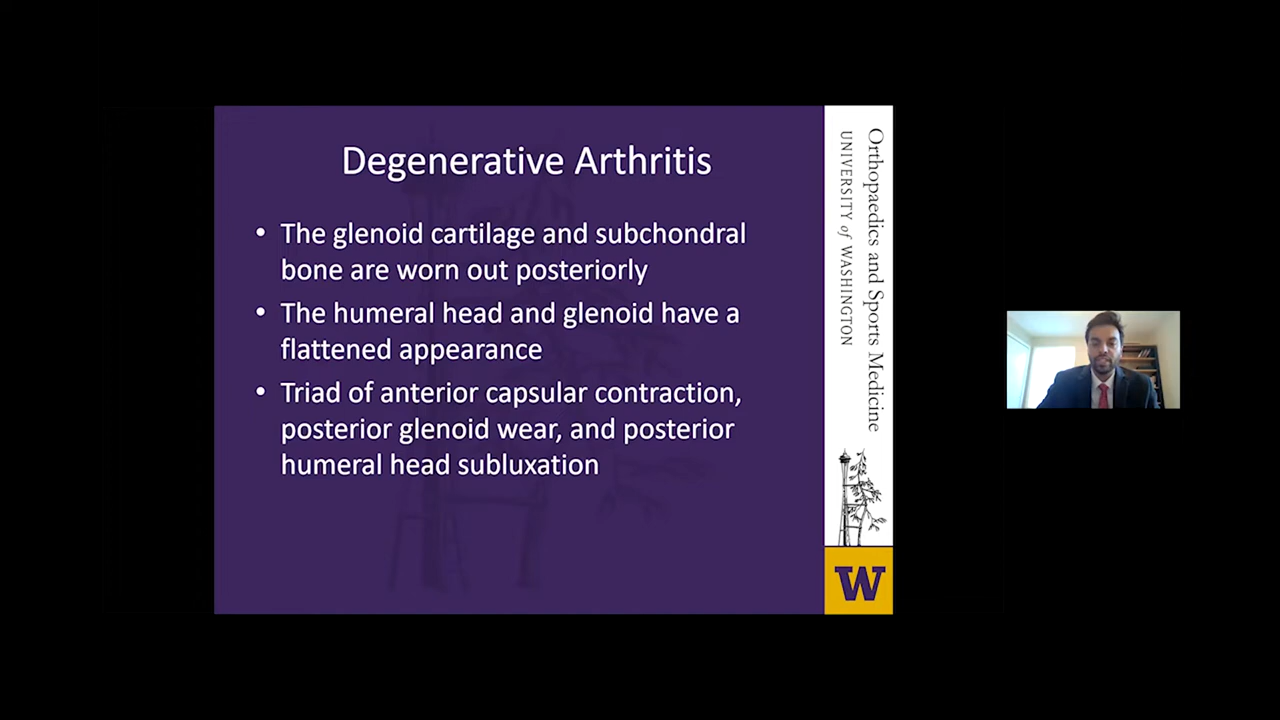 Degenerative Arthritis
• The glenoid cartilage and subchondral
bone are worn out posteriorly
• The humeral head and glenoid have a
flattened appearance
• Triad of anterior capsular contraction,
posterior glenoid wear, and posterior
humeral head subluxation
Orthopaedics and Sports Medicine
UNIVERSITY of WASHINGTON
W